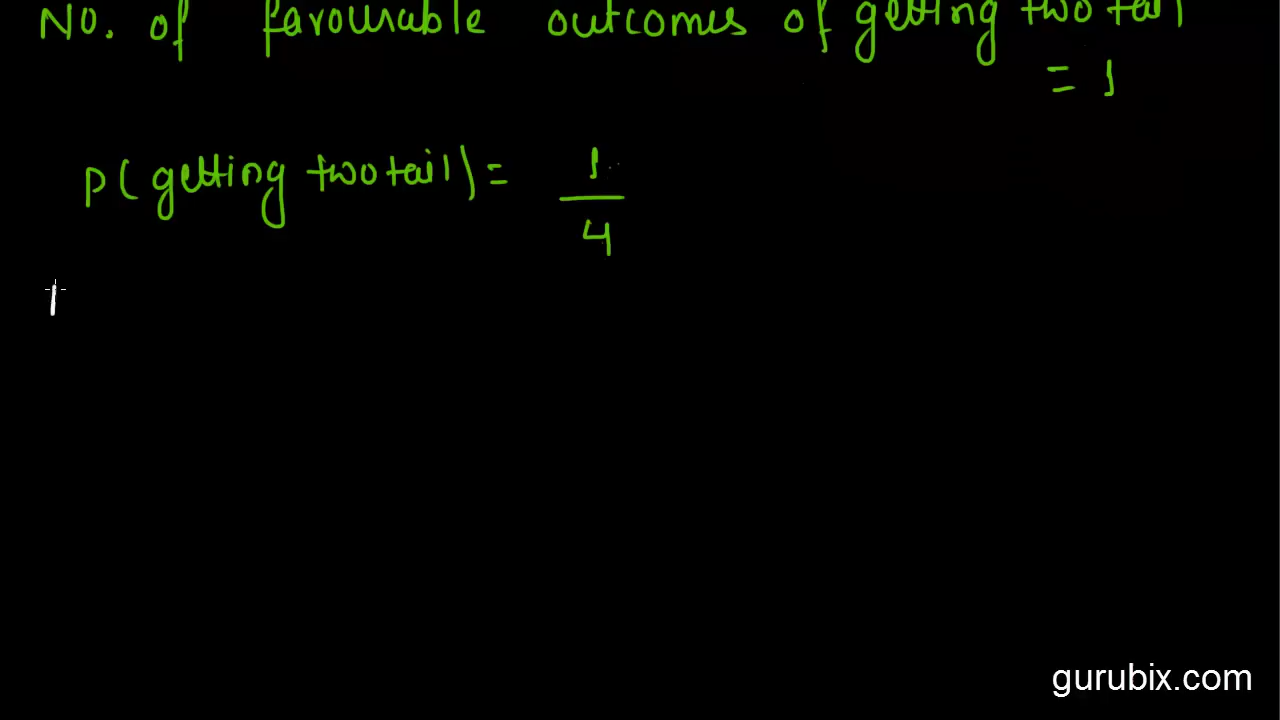 No. of favourable outcomes of getting two tail
= 1
P(getting two tail) = 1/4
gurubix.com